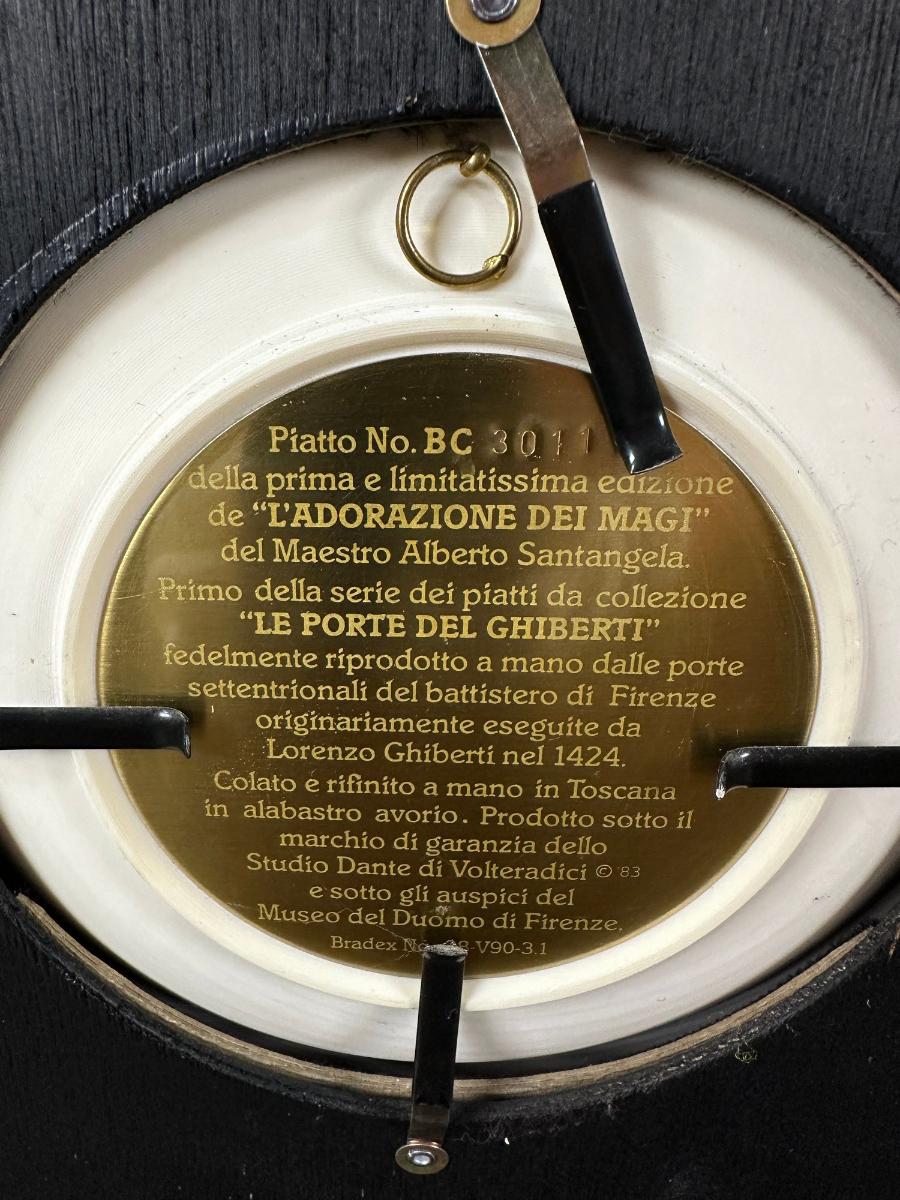 Piatto No. BC 3011
della prima e limitatissima edizione
de “L'ADORAZIONE DEI MAGI”
del Maestro Alberto Santangela.
Primo della serie dei piatti da collezione
“LE PORTE DEL GHIBERTI”
fedelmente riprodotto a mano dalle porte
settentrionali del battistero di Firenze
originariamente eseguite da
Lorenzo Ghiberti nel 1424.
Colato e rifinito a mano in Toscana
in alabastro avorio. Prodotto sotto il
marchio di garanzia dello
Studio Dante di Volteradici © '83
e sotto gli auspici del
Museo del Duomo di Firenze.
Bradex No.